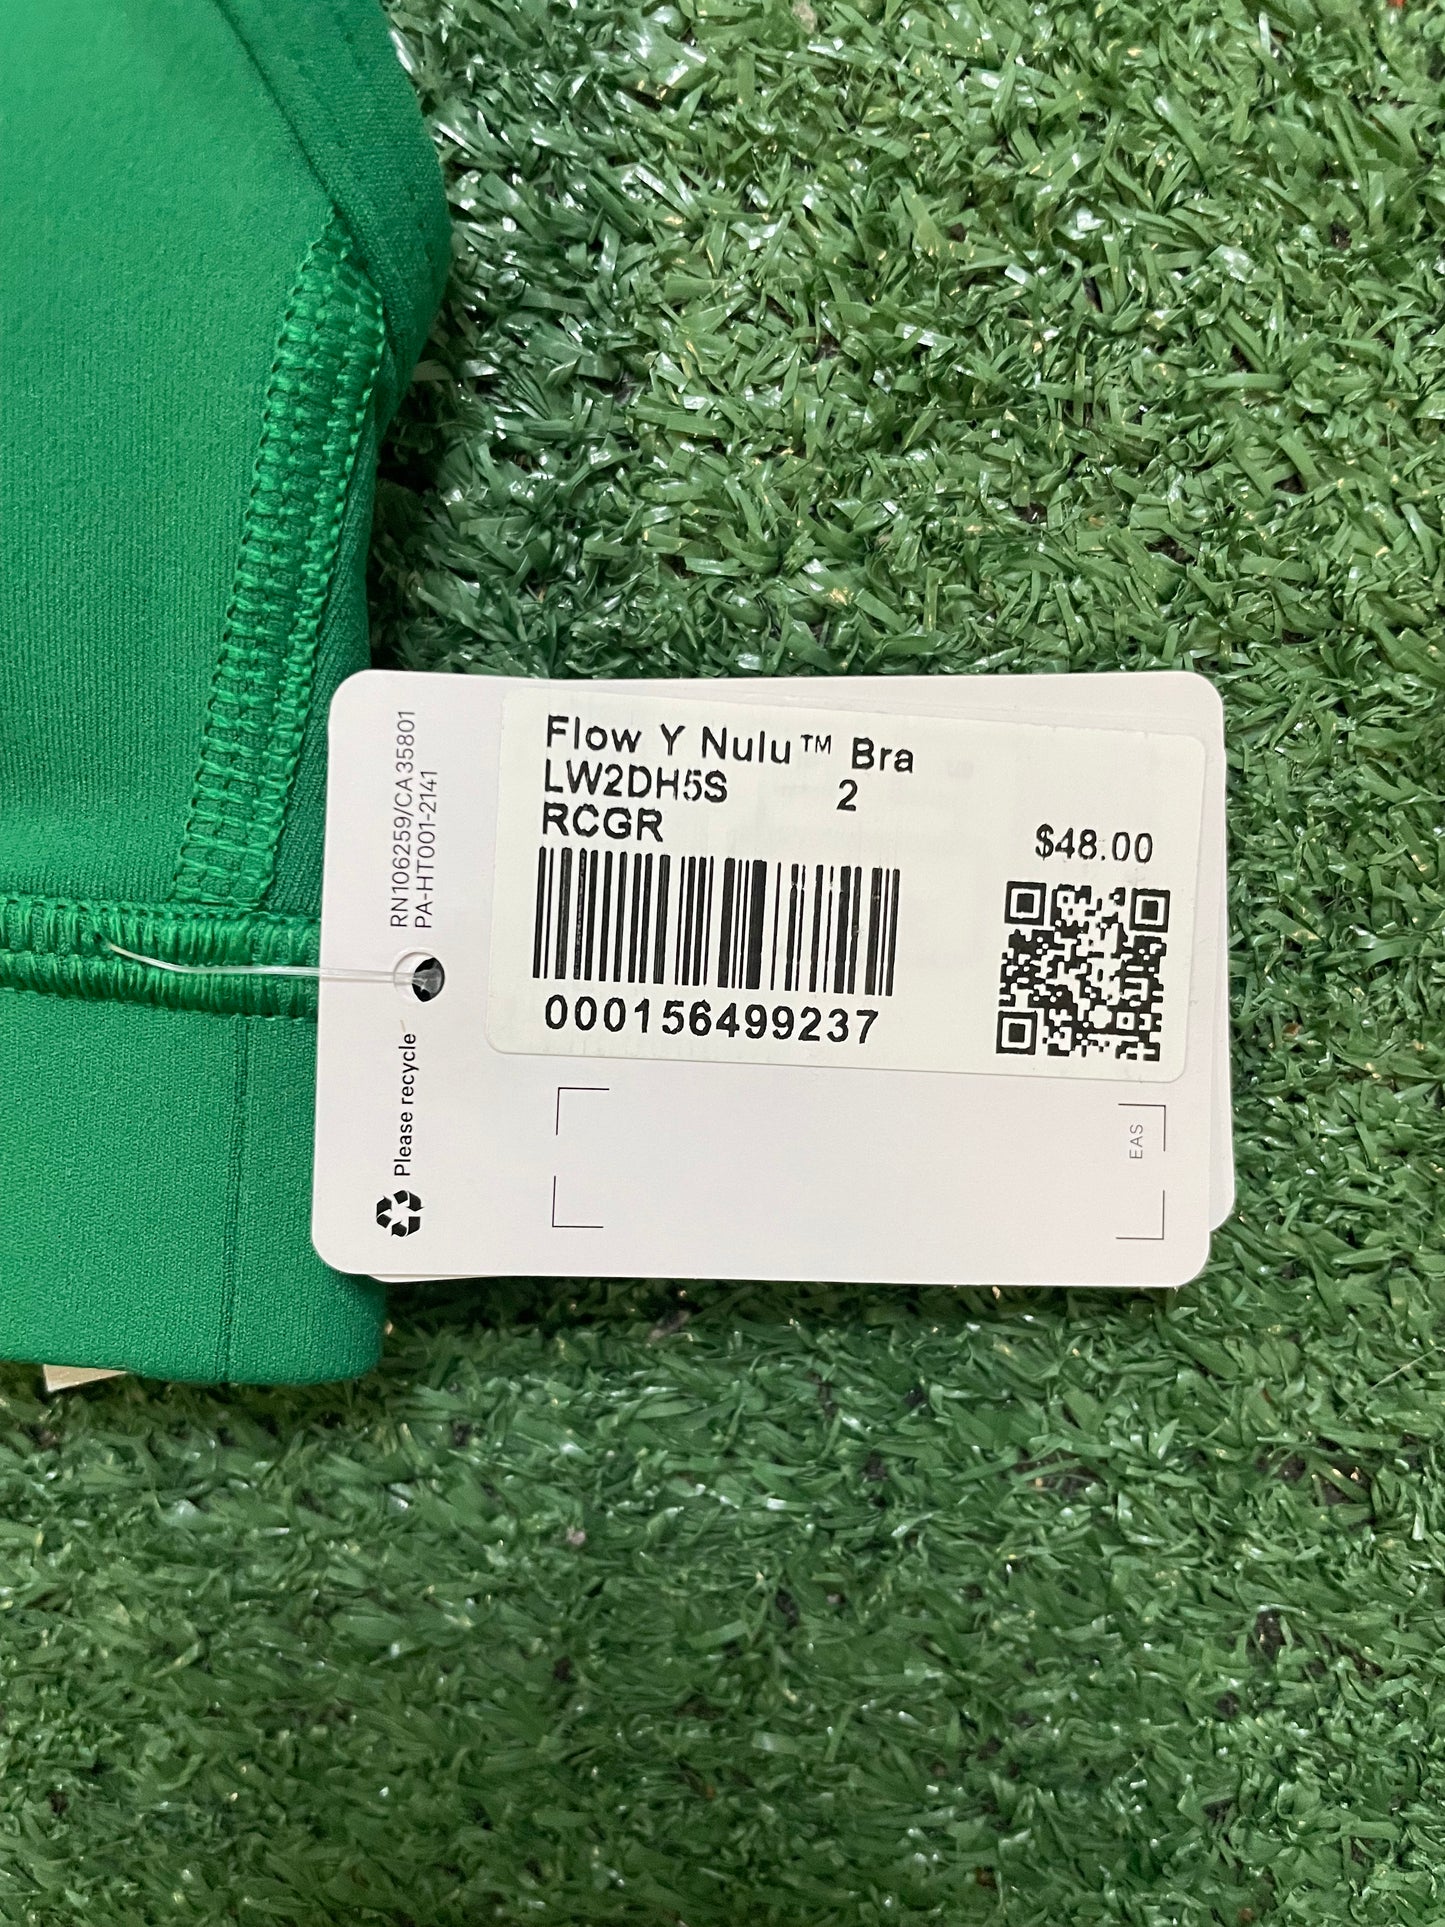 Flow Y Nulu™ Bra
LW2DH5S 2
RCGR
$48.00
000156499237
RN106259/CA35801
PA-HT001-2141
Please recycle
EAS